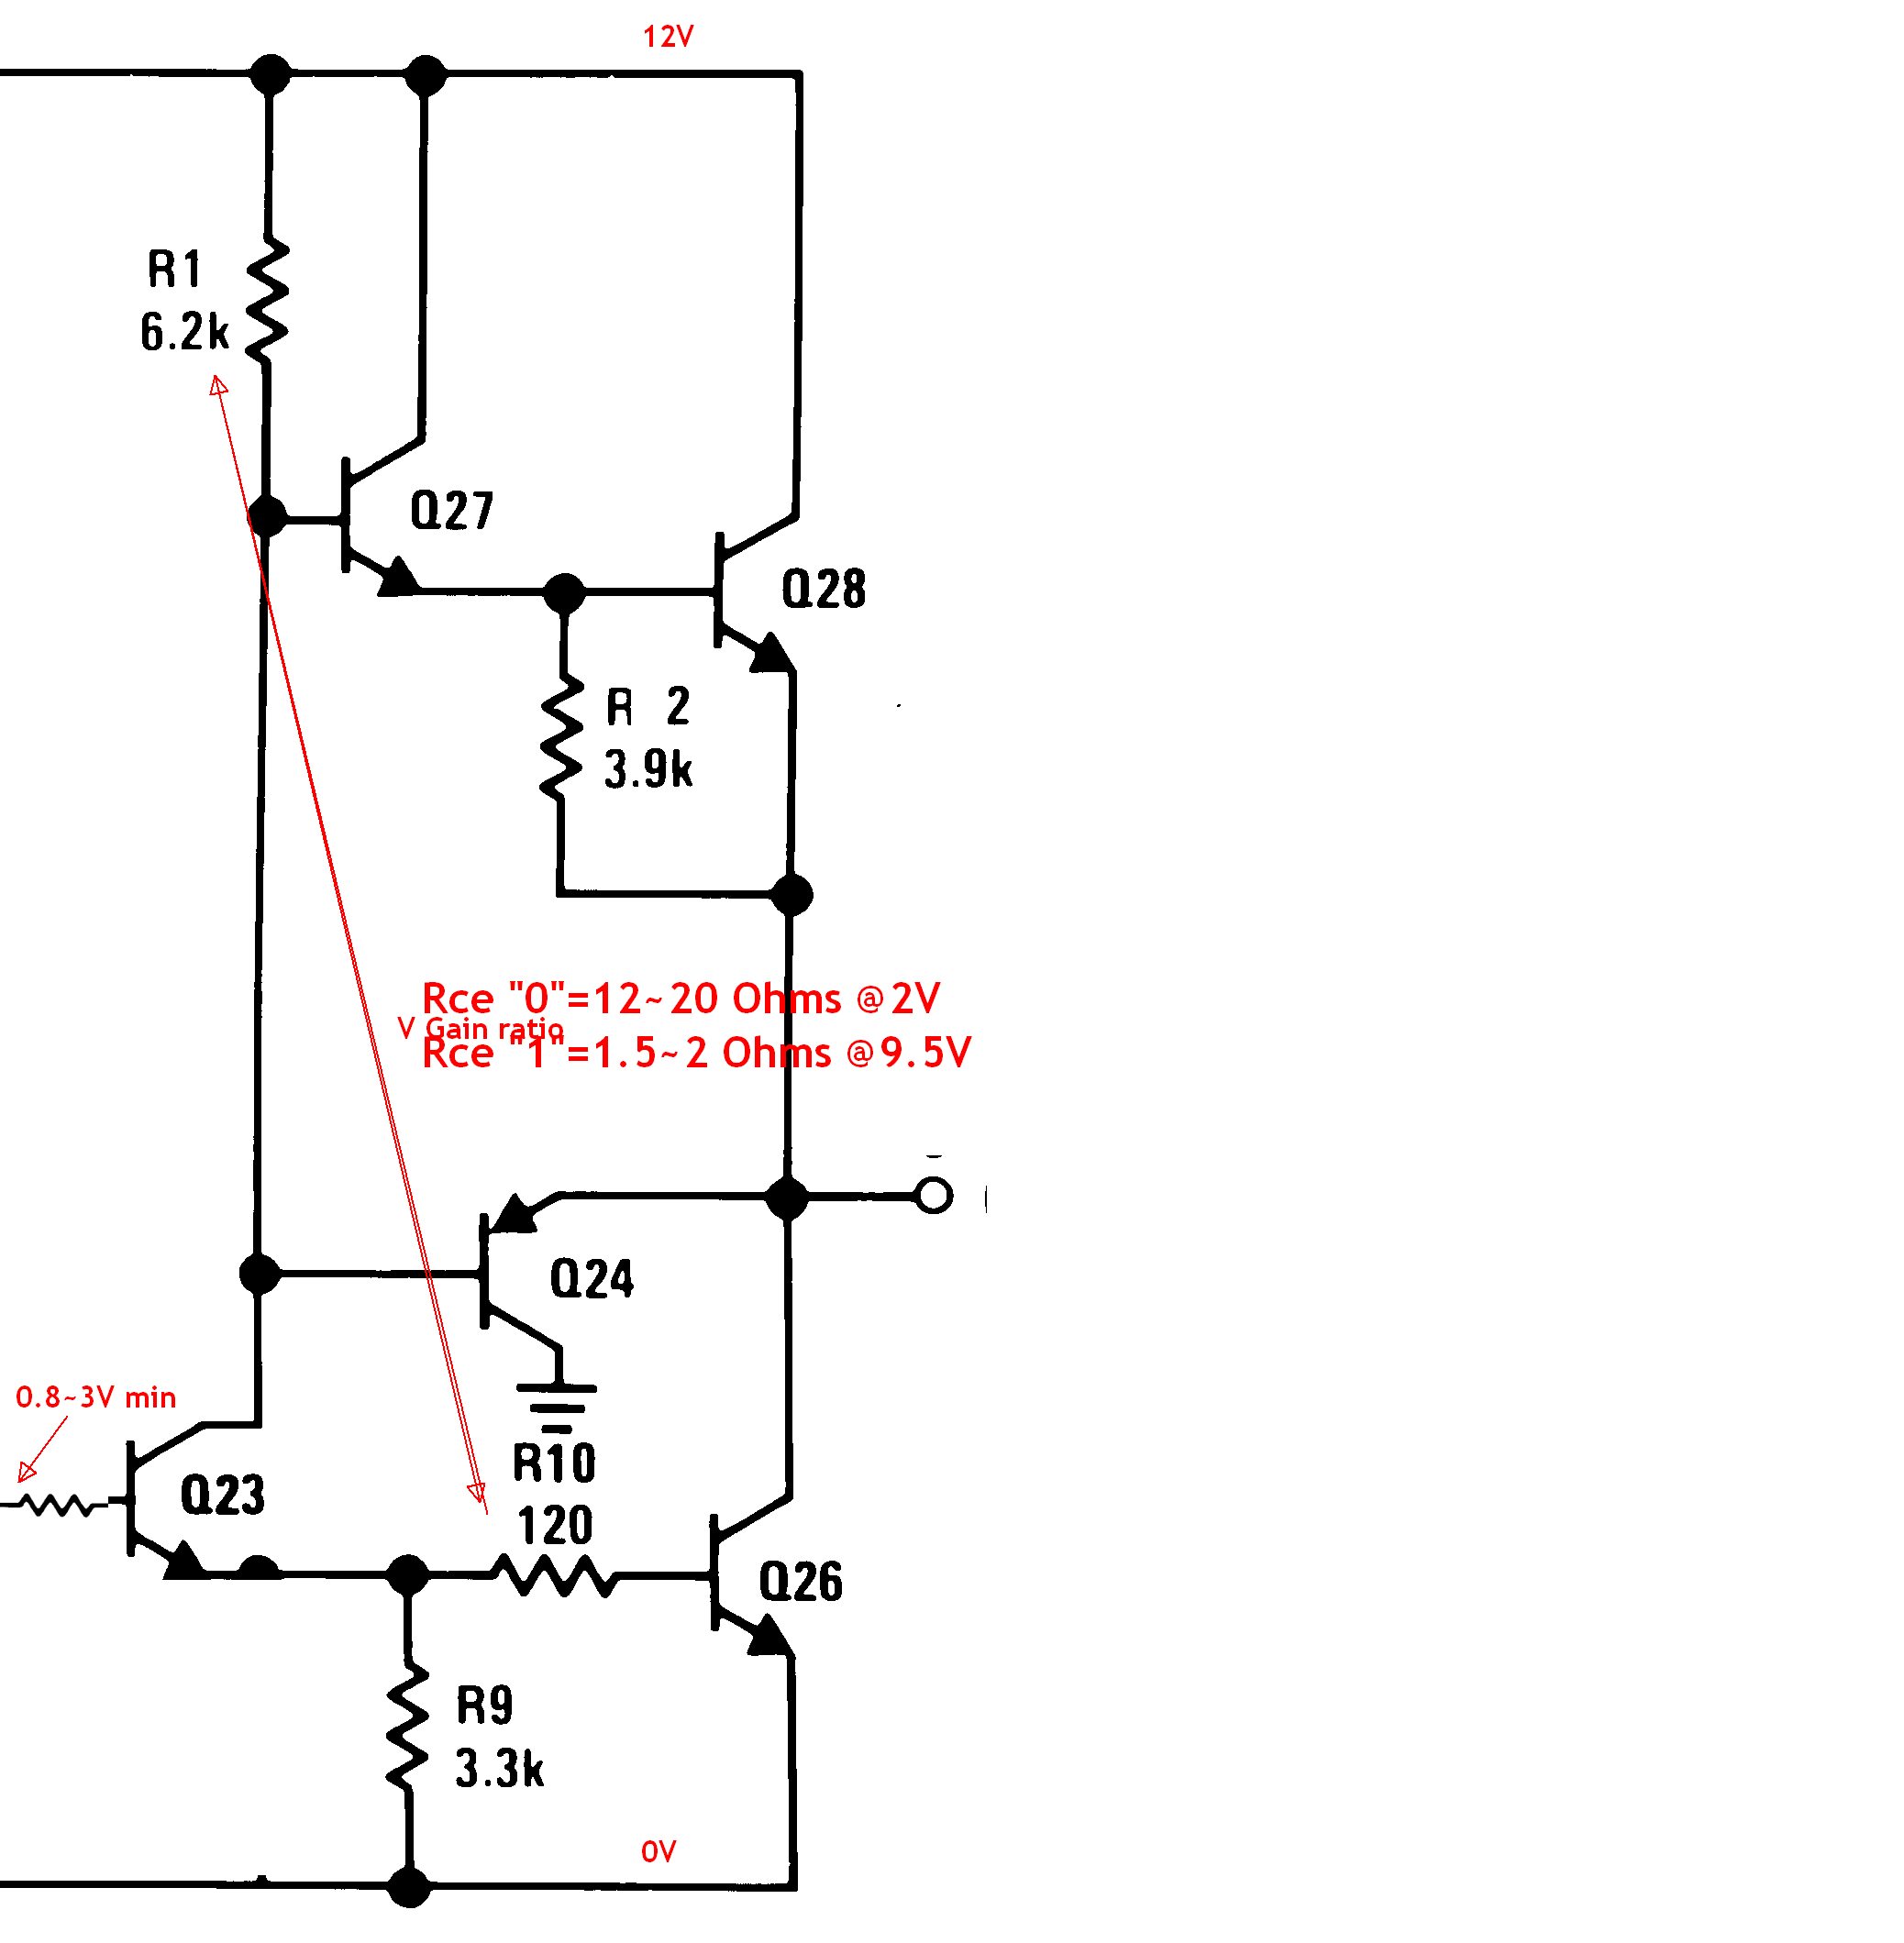 12V
R1
6.2k
Q27
Q28
R 2
3.9k
Rce "0"=12~20 Ohms @2V
V Gain ratio
Rce "1"=1.5~2 Ohms @9.5V
Q24
0.8~3V min
R10
120
Q23
Q26
R9
3.3k
0V